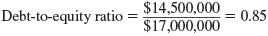 Debt-to-equity ratio = $14,500,000 / $17,000,000 = 0.85